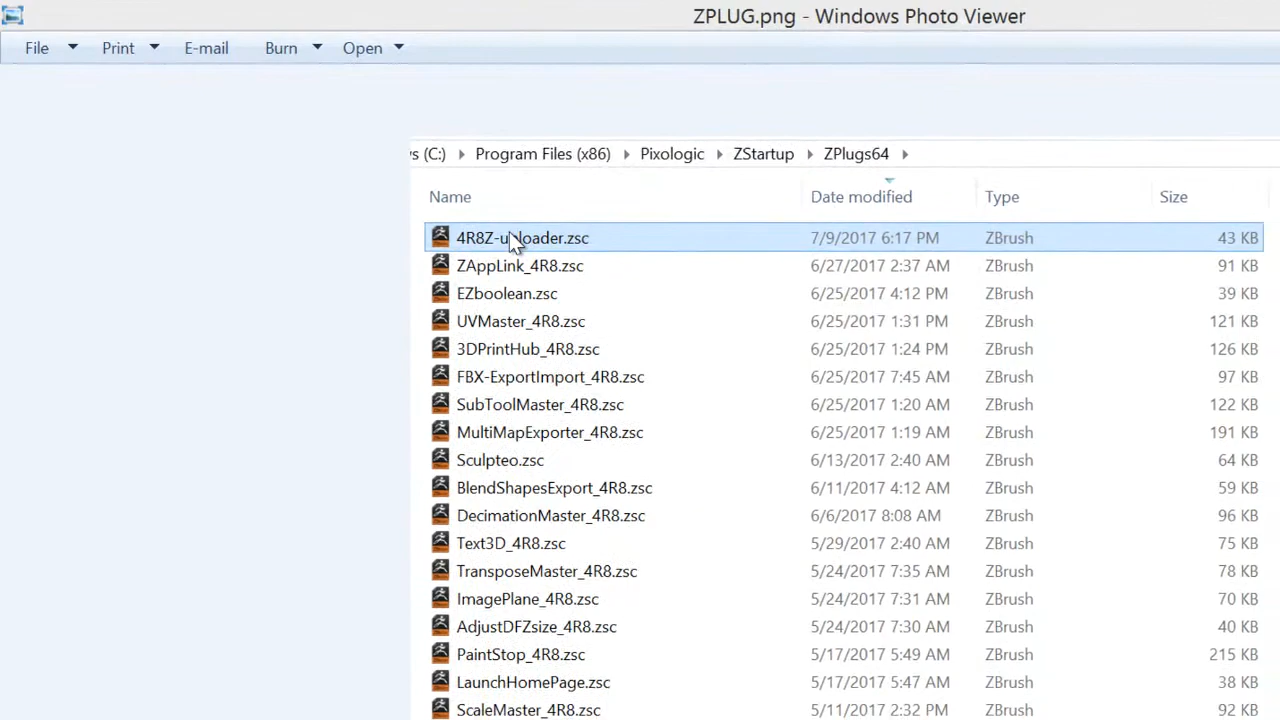 ZPLUG.png - Windows Photo Viewer
File Print E-mail Burn Open
(C:) Program Files (x86) Pixologic ZStartup ZPlugs64
Name Date modified Type Size
4R8Z-uploader.zsc 7/9/2017 6:17 PM ZBrush 43 KB
ZAppLink_4R8.zsc 6/27/2017 2:37 AM ZBrush 91 KB
EZboolean.zsc 6/25/2017 4:12 PM ZBrush 39 KB
UVMaster_4R8.zsc 6/25/2017 1:31 PM ZBrush 121 KB
3DPrintHub_4R8.zsc 6/25/2017 1:24 PM ZBrush 126 KB
FBX-ExportImport_4R8.zsc 6/25/2017 7:45 AM ZBrush 97 KB
SubToolMaster_4R8.zsc 6/25/2017 1:20 AM ZBrush 122 KB
MultiMapExporter_4R8.zsc 6/25/2017 1:19 AM ZBrush 191 KB
Sculpteo.zsc 6/13/2017 2:40 AM ZBrush 64 KB
BlendShapesExport_4R8.zsc 6/11/2017 4:12 AM ZBrush 59 KB
DecimationMaster_4R8.zsc 6/6/2017 8:08 AM ZBrush 96 KB
Text3D_4R8.zsc 5/29/2017 2:40 AM ZBrush 75 KB
TransposeMaster_4R8.zsc 5/24/2017 7:35 AM ZBrush 78 KB
ImagePlane_4R8.zsc 5/24/2017 7:31 AM ZBrush 70 KB
AdjustDFZsize_4R8.zsc 5/24/2017 7:30 AM ZBrush 40 KB
PaintStop_4R8.zsc 5/17/2017 5:49 AM ZBrush 215 KB
LaunchHomePage.zsc 5/17/2017 5:47 AM ZBrush 38 KB
ScaleMaster_4R8.zsc 5/11/2017 2:32 PM ZBrush 92 KB